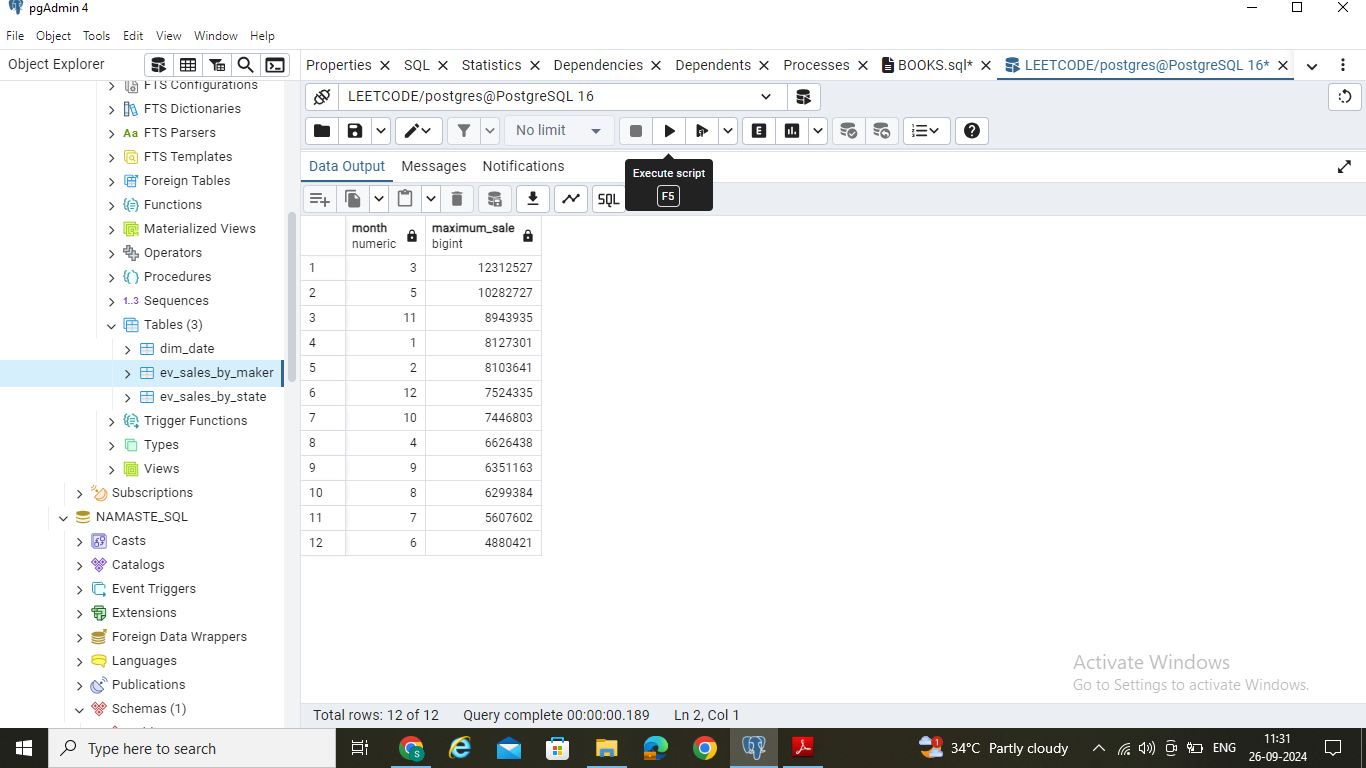 pgAdmin 4
File Object Tools Edit View Window Help
Object Explorer
Properties SQL Statistics Dependencies Dependents Processes BOOKS.sql* LEETCODE/postgres@PostgreSQL 16*
LEETCODE/postgres@PostgreSQL 16
No limit
E
Execute script
F5
Data Output Messages Notifications
SQL
FTS Configurations
FTS Dictionaries
Aa FTS Parsers
FTS Templates
Foreign Tables
Functions
Materialized Views
Operators
Procedures
1..3 Sequences
Tables (3)
dim_date
ev_sales_by_maker
ev_sales_by_state
Trigger Functions
Types
Views
Subscriptions
NAMASTE_SQL
Casts
Catalogs
Event Triggers
Extensions
Foreign Data Wrappers
Languages
Publications
Schemas (1)
month maximum_sale
numeric bigint
1 3 12312527
2 5 10282727
3 11 8943935
4 1 8127301
5 2 8103641
6 12 7524335
7 10 7446803
8 4 6626438
9 9 6351163
10 8 6299384
11 7 5607602
12 6 4880421
Activate Windows
Go to Settings to activate Windows.
Total rows: 12 of 12 Query complete 00:00:00.189 Ln 2, Col 1
Type here to search
34°C Partly cloudy ENG 11:31
26-09-2024